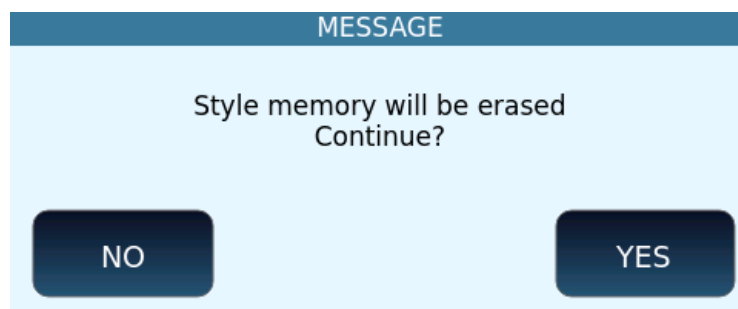 MESSAGE
Style memory will be erased
Continue?
NO
YES